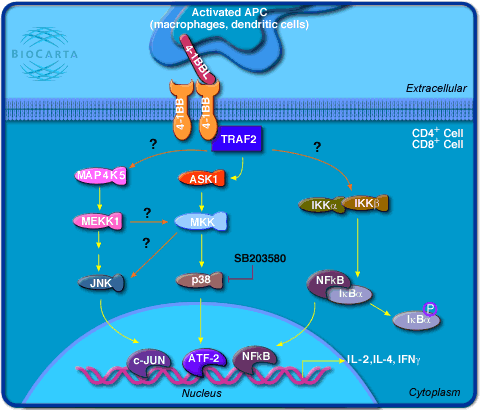 Activated APC
(macrophages, dendritic cells)
BIOCARTA
4-1BBL
Extracellular
4-1BB
4-1BB
CD4+ Cell
CD8+ Cell
TRAF2
?
?
MAP4K5
ASK1
IKKα
IKKβ
MEKK1
?
MKK
?
SB203580
JNK
p38
NFkB
IκBα
P
IκBα
c-JUN
ATF-2
NFkB
IL-2,IL-4, IFNγ
Nucleus
Cytoplasm